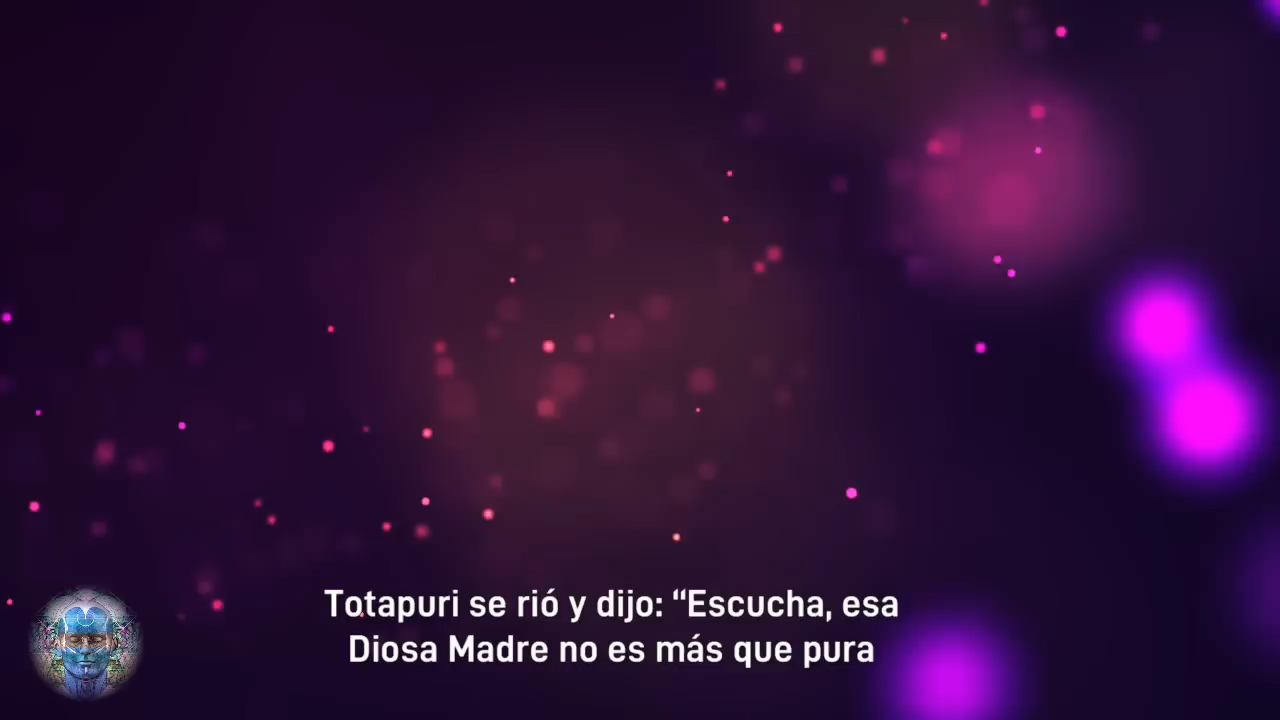 Totapuri se rió y dijo: “Escucha, esa
Diosa Madre no es más que pura